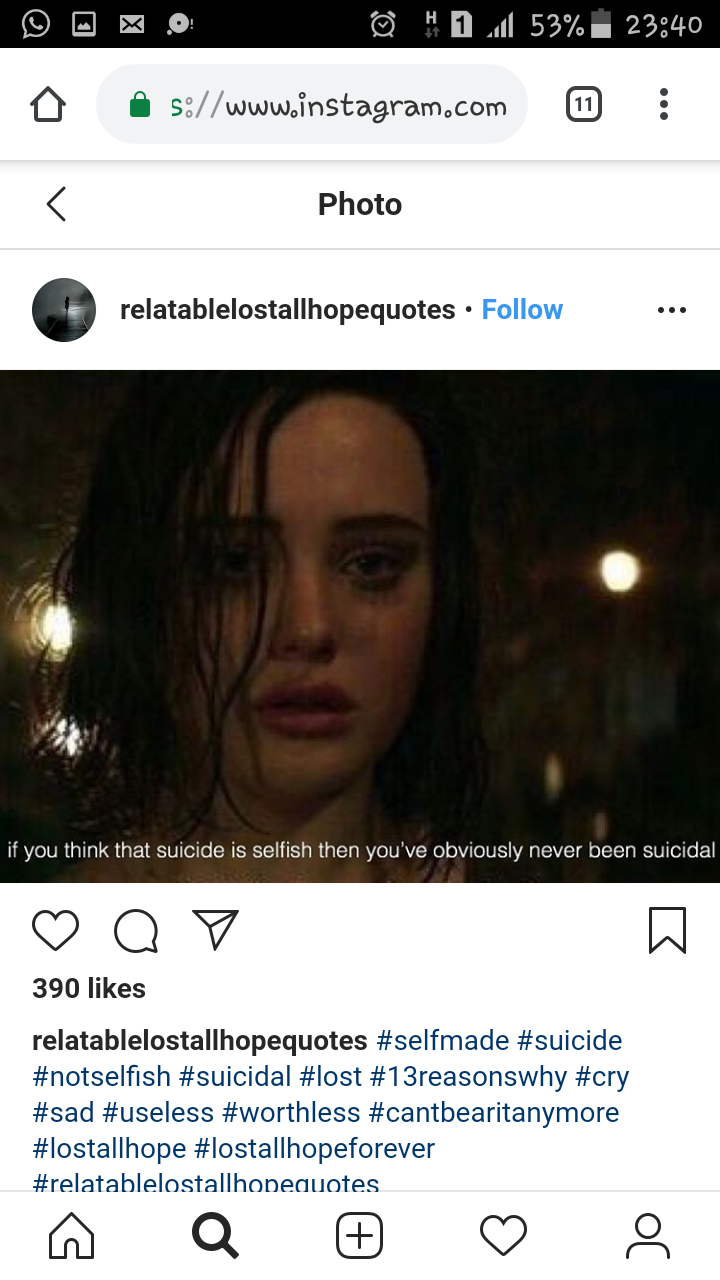 H 1 53% 23:40
s://www.instagram.com 11
Photo
relatablelostallhopequotes • Follow
if you think that suicide is selfish then you've obviously never been suicidal
390 likes
relatablelostallhopequotes #selfmade #suicide
#notselfish #suicidal #lost #13reasonswhy #cry
#sad #useless #worthless #cantbearitanymore
#lostallhope #lostallhopeforever
#relatablelostallhopequotes